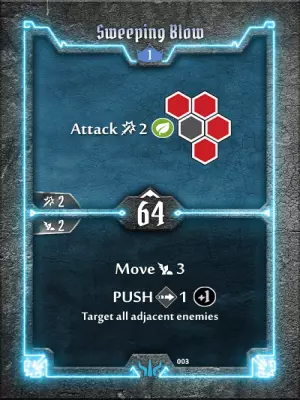 Sweeping Blow
1
Attack 2
2
64
2
Move 3
PUSH 1 +1
Target all adjacent enemies
003